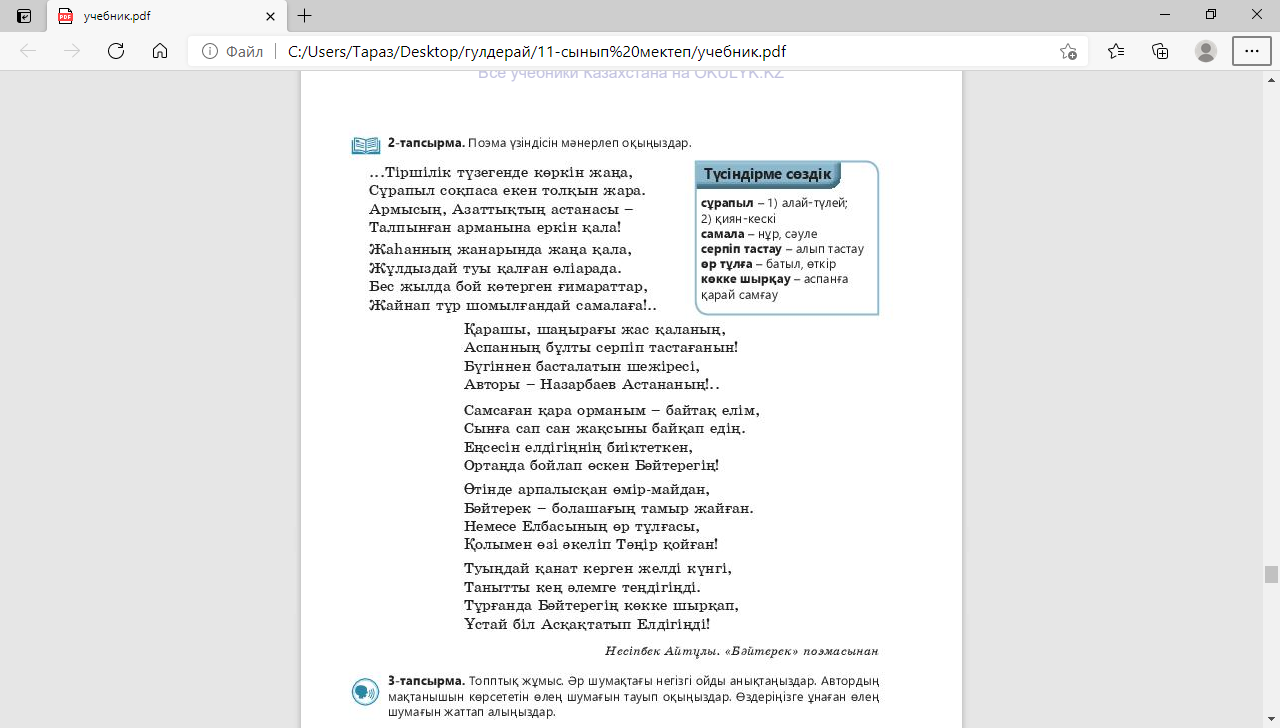 учебник.pdf
Файл
C:/Users/Тараз/Desktop/гулдерай/11-сынып%20мектеп/учебник.pdf
Все учебники Казахстана на OKULYK.KZ
2-тапсырма. Поэма үзіндісін мәнерлеп оқыңыздар.
...Тіршілік түзегенде көркін жаңа,
Сұрапыл соқпаса екен толқын жара.
Армысың, Азаттықтың астанасы –
Талпынған арманына еркін қала!
Жаһанның жанарында жаңа қала,
Жұлдыздай туы қалған өліарада.
Бес жылда бой көтерген ғимараттар,
Жайнап тұр шомылғандай самалаға!..
Түсіндірме сөздік
сұрапыл – 1) алай-түлей;
2) қиян-кескі
самала – нұр, сәуле
серпіп тастау – алып тастау
өр тұлға – батыл, өткір
көкке шырқау – аспанға
қарай самғау
Қарашы, шаңырағы жас қаланың,
Аспанның бұлты серпіп тастағанын!
Бүгіннен басталатын шежіресі,
Авторы – Назарбаев Астананың!..
Самсаған қара орманым – байтақ елім,
Сынға сап сан жақсыны байқап едің.
Еңсесін елдігіңнің биіктеткен,
Ортаңда бойлап өскен Бәйтерегің!
Өтінде арпалысқан өмір-майдан,
Бәйтерек – болашағың тамыр жайған.
Немесе Елбасының өр тұлғасы,
Қолымен өзі әкеліп Тәңір қойған!
Туыңдай қанат керген желді күнгі,
Танытты кең әлемге теңдігіңді.
Тұрғанда Бәйтерегің көкке шырқап,
Ұстай біл Асқақтатып Елдігіңді!
Несіпбек Айтұлы. «Бәйтерек» поэмасынан
3-тапсырма. Топтық жұмыс. Әр шумақтағы негізгі ойды анықтаңыздар. Автордың
мақтанышын көрсететін өлең шумағын тауып оқыңыздар. Өздеріңізге ұнаған өлең
шумағын жаттап алыңыздар.